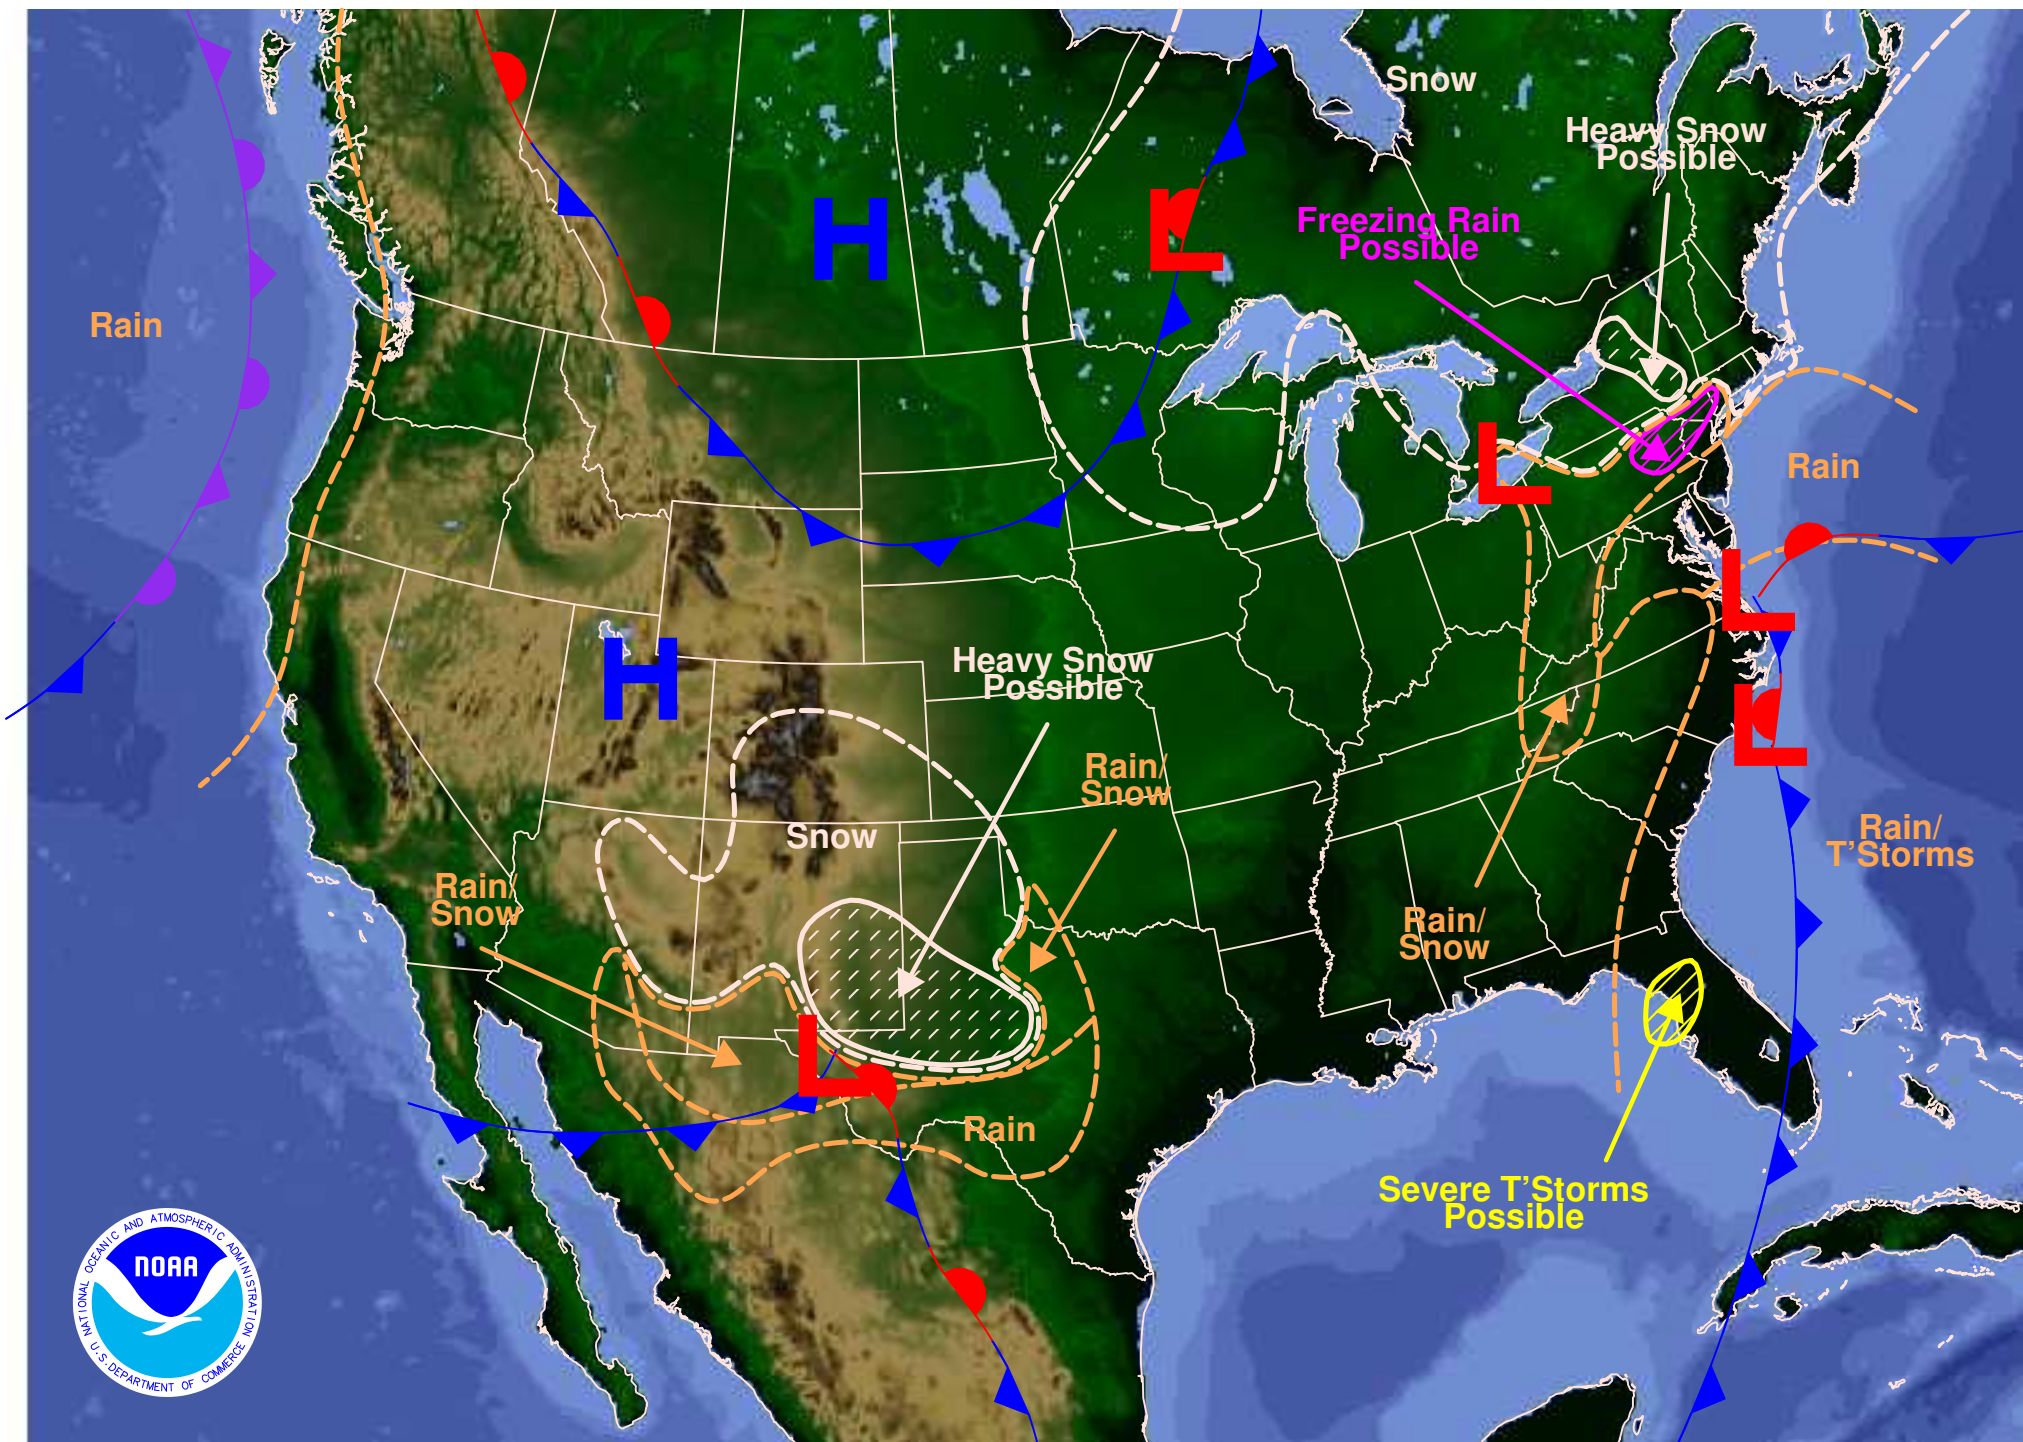 Snow
Heavy Snow
Possible
Freezing Rain
Possible
H
L
Rain
L
Rain
L
H
Heavy Snow
Possible
L
Rain/
Snow
Snow
Rain/
T'Storms
Rain/
Snow
Rain/
Snow
L
Rain
Severe T'Storms
Possible
NATIONAL OCEANIC AND ATMOSPHERIC ADMINISTRATION
NOAA
U.S. DEPARTMENT OF COMMERCE